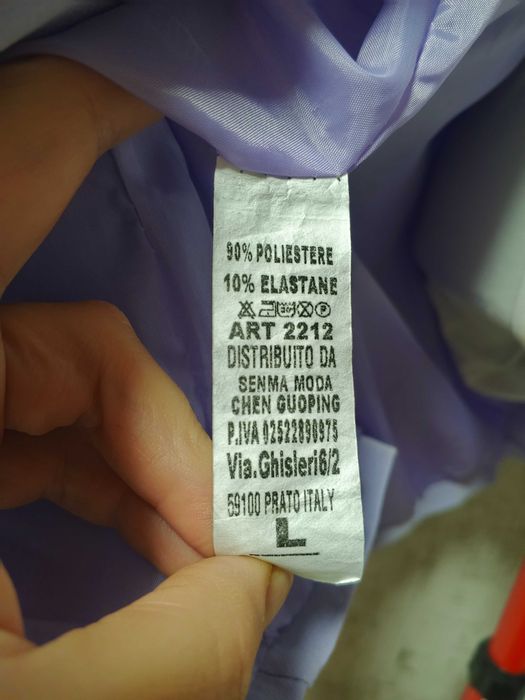 90% POLIESTERE
10% ELASTANE
ART 2212
DISTRIBUITO DA
SENMA MODA
CHEN GUOPING
P.IVA 02522890975
Via.Ghisleri6/2
59100 PRATO ITALY
L